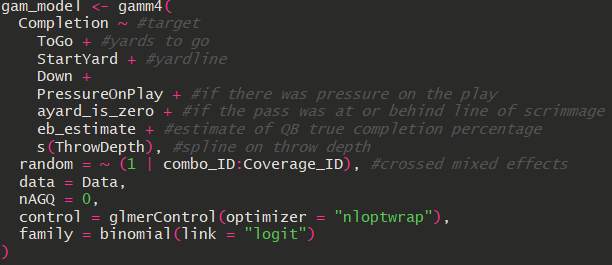 gam_model <- gamm4(
  Completion ~ #target
    ToGo + #yards to go
    StartYard + #yardline
    Down +
    PressureOnPlay + #if there was pressure on the play
    ayard_is_zero + #if the pass was at or behind line of scrimmage
    eb_estimate + #estimate of QB true completion percentage
    s(ThrowDepth), #spline on throw depth
  random = ~ (1 | combo_ID:Coverage_ID), #crossed mixed effects
  data = Data,
  nAGQ = 0,
  control = glmerControl(optimizer = "nloptwrap"),
  family = binomial(link = "logit")
)